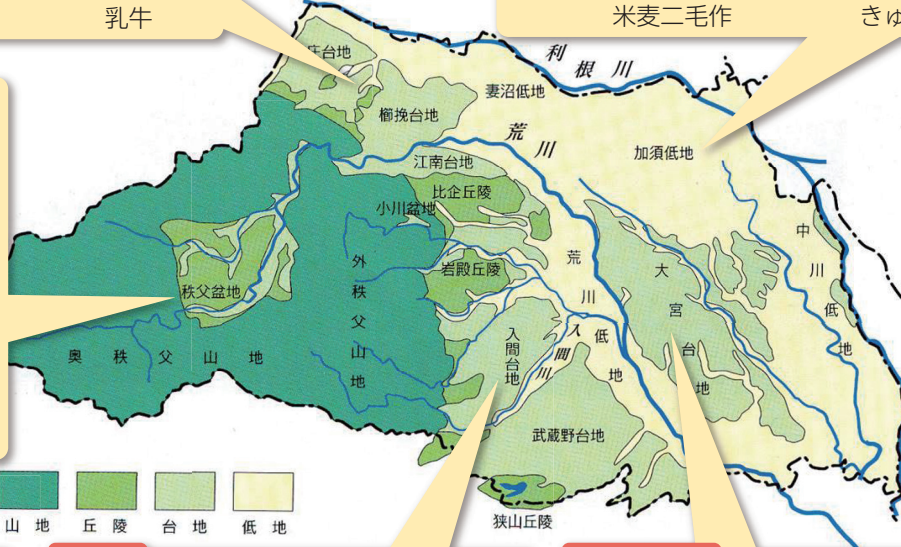 乳牛
米麦二毛作
きゅ
庄台地
利根川
妻沼低地
櫛挽台地
荒川
加須低地
江南台地
比企丘陵
小川盆地
中川低地
外秩父山地
岩殿丘陵
荒川低地
大宮台地
秩父盆地
入間台地
入間川
奥秩父山地
武蔵野台地
山地
丘陵
台地
低地
狭山丘陵